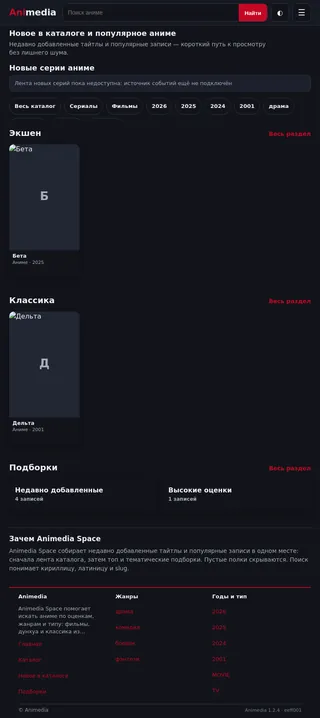 Animedia
Поиск аниме
Найти
Новое в каталоге и популярное аниме
Недавно добавленные тайтлы и популярные записи — короткий путь к просмотру
без лишнего шума.
Новые серии аниме
Лента новых серий пока недоступна: источник событий ещё не подключён
Весь каталог Сериалы Фильмы 2026 2025 2024 2001 драма
Экшен
Весь раздел
Бета
Б
Бета
Аниме · 2025
Классика
Весь раздел
Дельта
Д
Дельта
Аниме · 2001
Подборки
Весь раздел
Недавно добавленные
4 записей
Высокие оценки
1 записей
Зачем Animedia Space
Animedia Space собирает недавно добавленные тайтлы и популярные записи в одном месте:
сначала лента каталога, затем топ и тематические подборки. Пустые полки скрываются. Поиск
понимает кириллицу, латиницу и slug.
Animedia
Animedia Space помогает
искать аниме по оценкам,
жанрам и типу: фильмы,
дунхуа и классика из...
Главная
Каталог
Новое в каталоге
Подборки
Жанры
драма
комедия
боевик
фэнтези
Годы и тип
2026
2025
2024
2001
TV
© Animedia
Animedia 1.2.4 ·